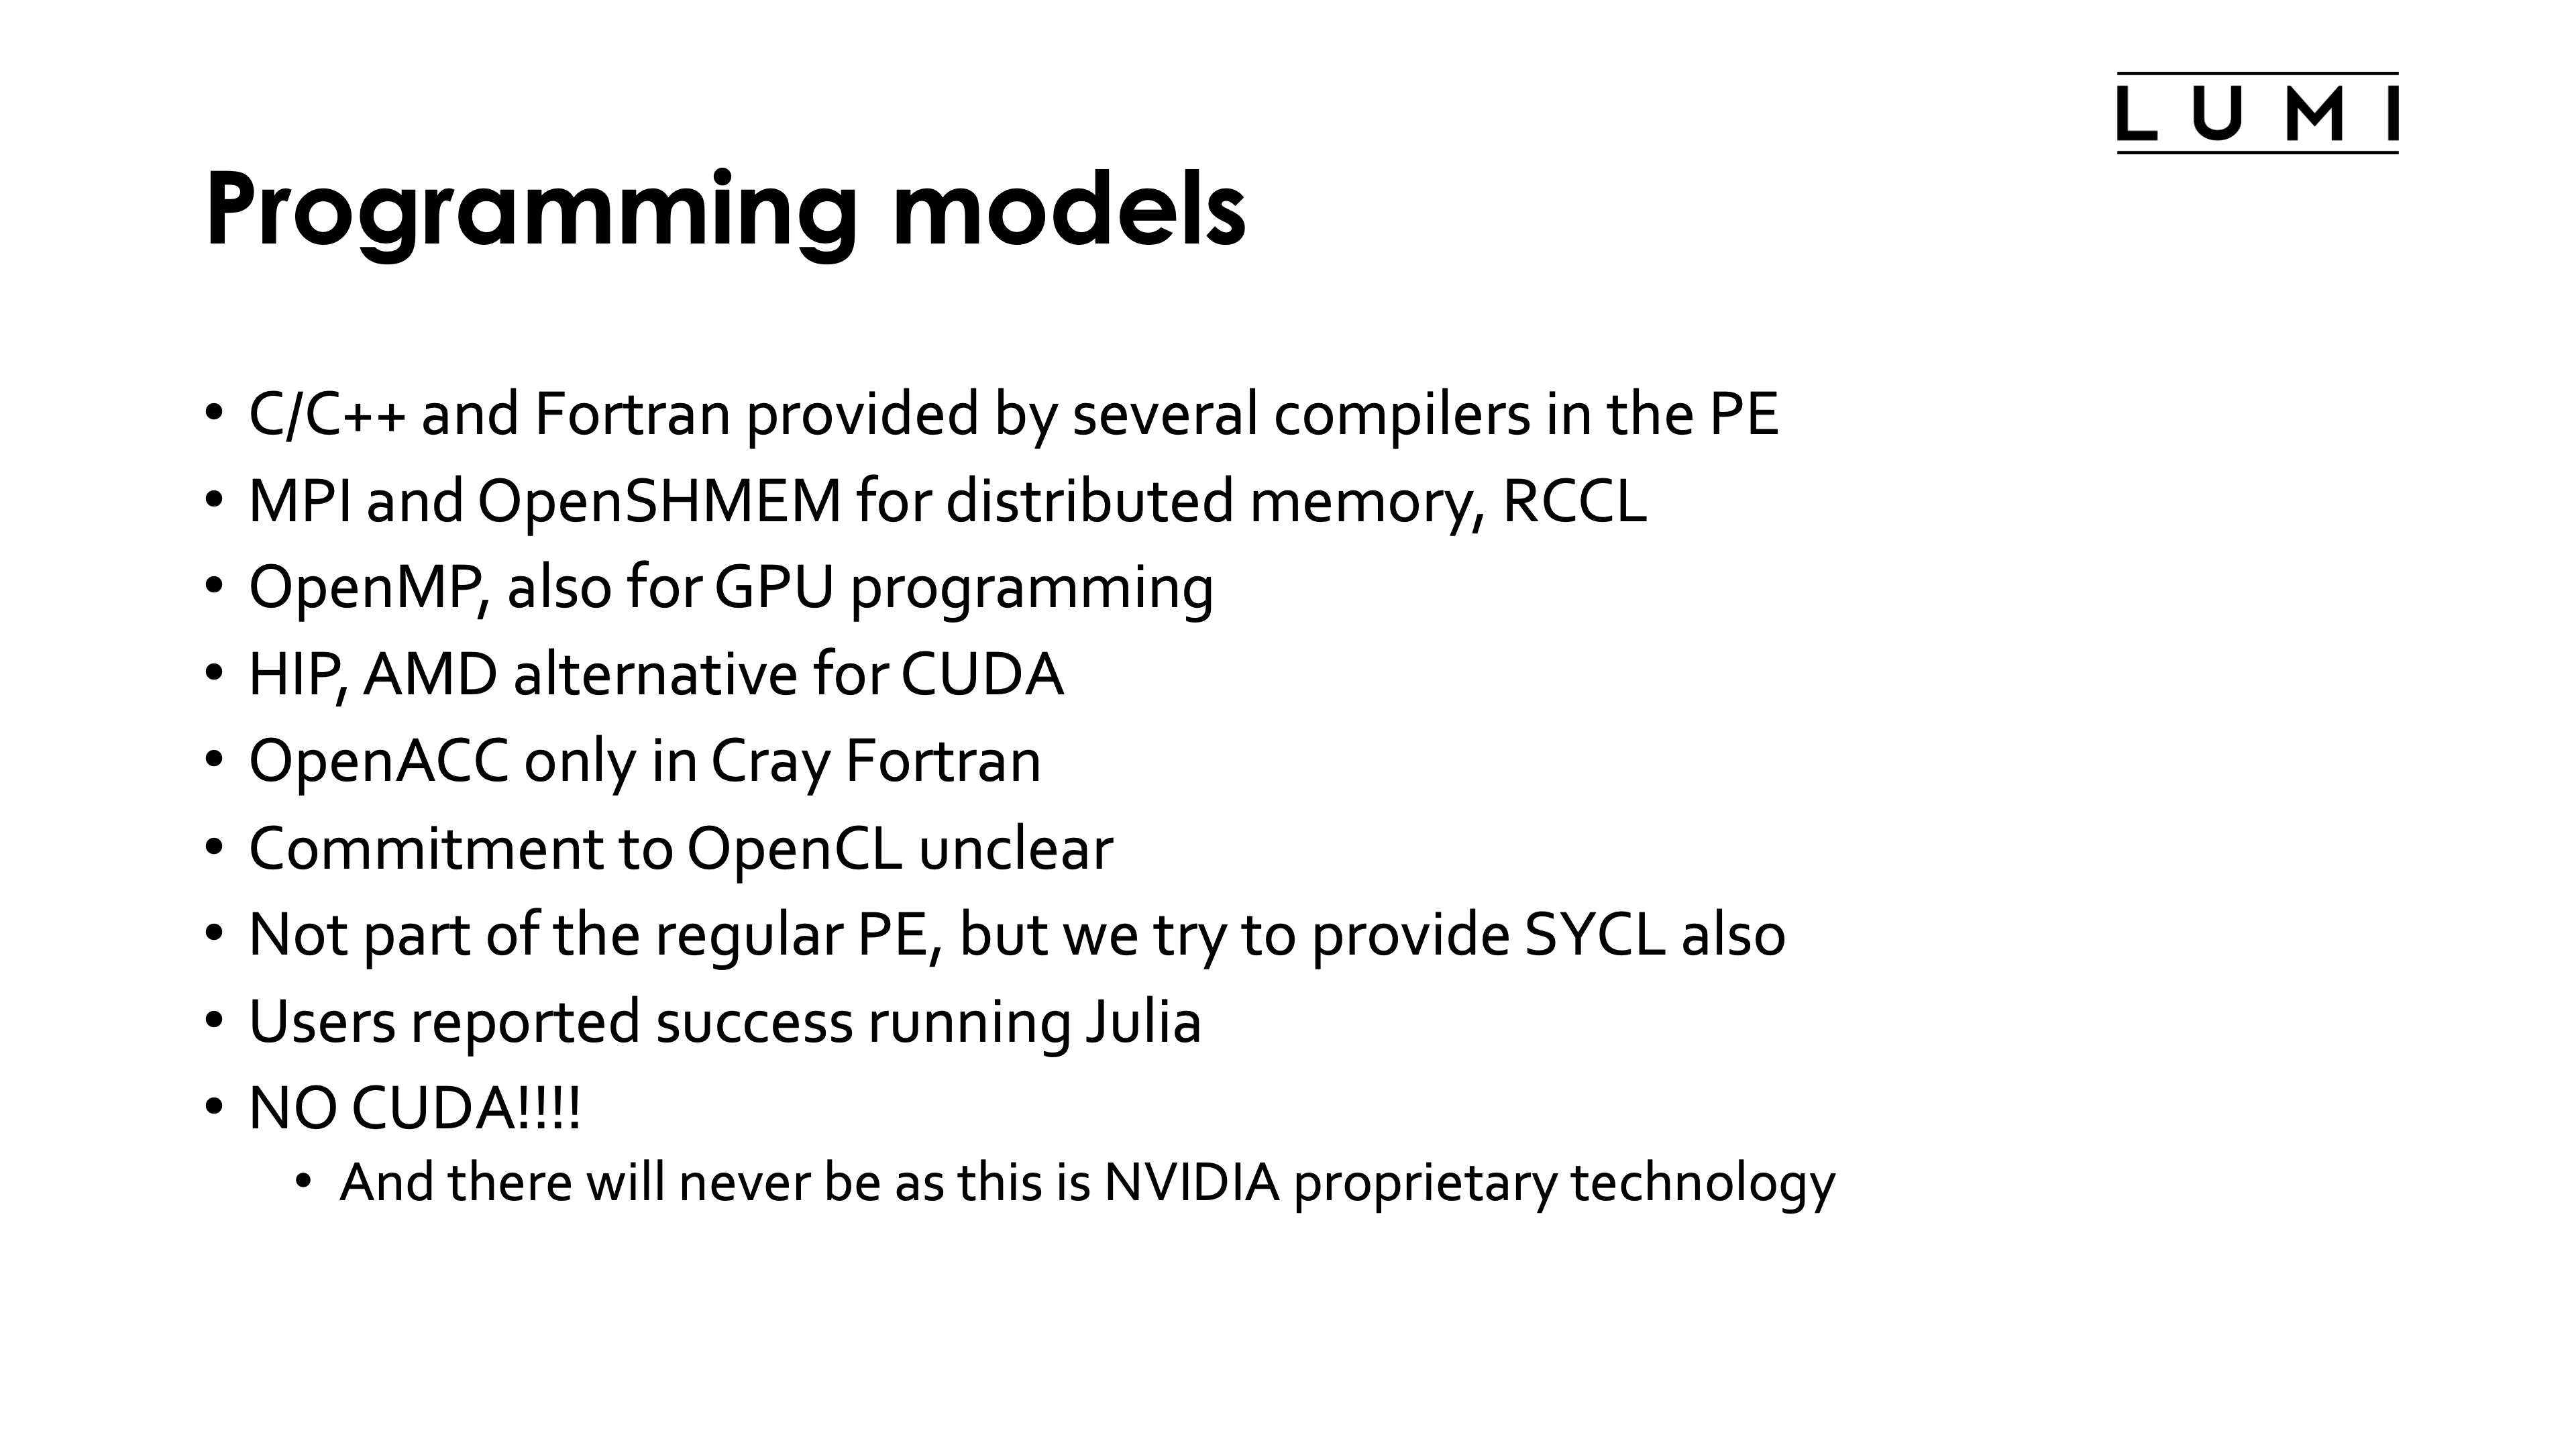 LUMI
Programming models
• C/C++ and Fortran provided by several compilers in the PE
• MPI and OpenSHMEM for distributed memory, RCCL
• OpenMP, also for GPU programming
• HIP, AMD alternative for CUDA
• OpenACC only in Cray Fortran
• Commitment to OpenCL unclear
• Not part of the regular PE, but we try to provide SYCL also
• Users reported success running Julia
• NO CUDA!!!!
• And there will never be as this is NVIDIA proprietary technology